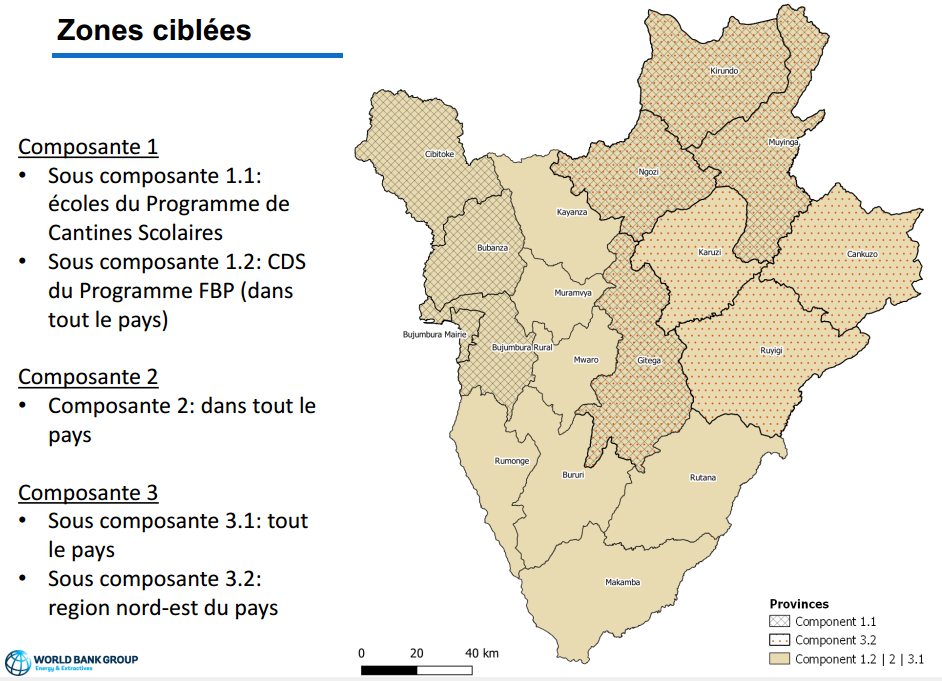 Zones ciblées
Composante 1
• Sous composante 1.1:
écoles du Programme de
Cantines Scolaires
• Sous composante 1.2: CDS
du Programme FBP (dans
tout le pays)
Composante 2
• Composante 2: dans tout le
pays
Composante 3
• Sous composante 3.1: tout
le pays
• Sous composante 3.2:
region nord-est du pays
WORLD BANK GROUP
Energy & Extractives
Kirundo
Muyinga
Cibitoke
Ngozi
Kayanza
Bubanza
Karuzi
Cankuzo
Muramvya
Bujumbura Mairie
Bujumbura Rural
Mwaro
Gitega
Ruyigi
Rumonge
Bururi
Rutana
Makamba
0 20 40 km
Provinces
Component 1.1
Component 3.2
Component 1.2 | 2 | 3.1